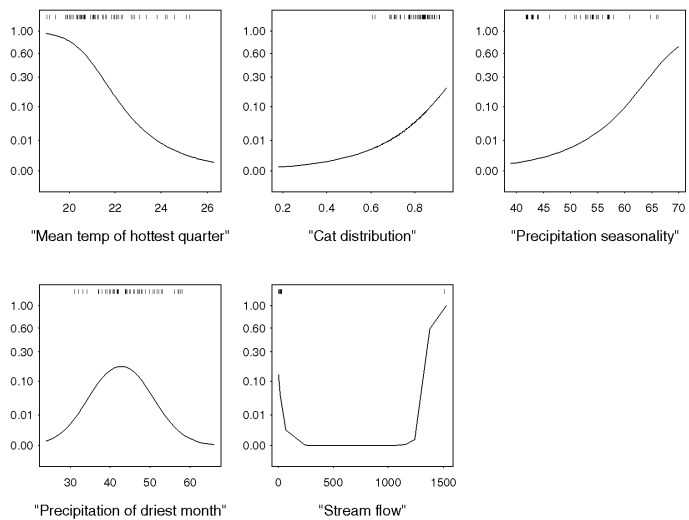 1.00 0.60 0.30 0.10 0.01 0.00
20 22 24 26
"Mean temp of hottest quarter"
1.00 0.60 0.30 0.10 0.01 0.00
0.2 0.4 0.6 0.8
"Cat distribution"
1.00 0.60 0.30 0.10 0.01 0.00
40 45 50 55 60 65 70
"Precipitation seasonality"
1.00 0.60 0.30 0.10 0.01 0.00
30 40 50 60
"Precipitation of driest month"
1.00 0.60 0.30 0.10 0.01 0.00
0 500 1000 1500
"Stream flow"